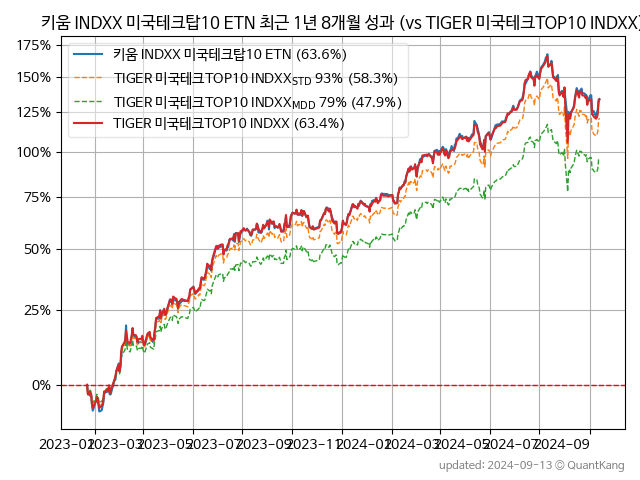 키움 INDXX 미국테크탑10 ETN 최근 1년 8개월 성과 (vs TIGER 미국테크TOP10 INDXX)
175%
150%
125%
100%
75%
50%
25%
0%
키움 INDXX 미국테크탑10 ETN (63.6%)
TIGER 미국테크TOP10 INDXX STD 93% (58.3%)
TIGER 미국테크TOP10 INDXX MDD 79% (47.9%)
TIGER 미국테크TOP10 INDXX (63.4%)
2023-01 2023-03 2023-05 2023-07 2023-09 2023-11 2024-01 2024-03 2024-05 2024-07 2024-09
updated: 2024-09-13 © QuantKang